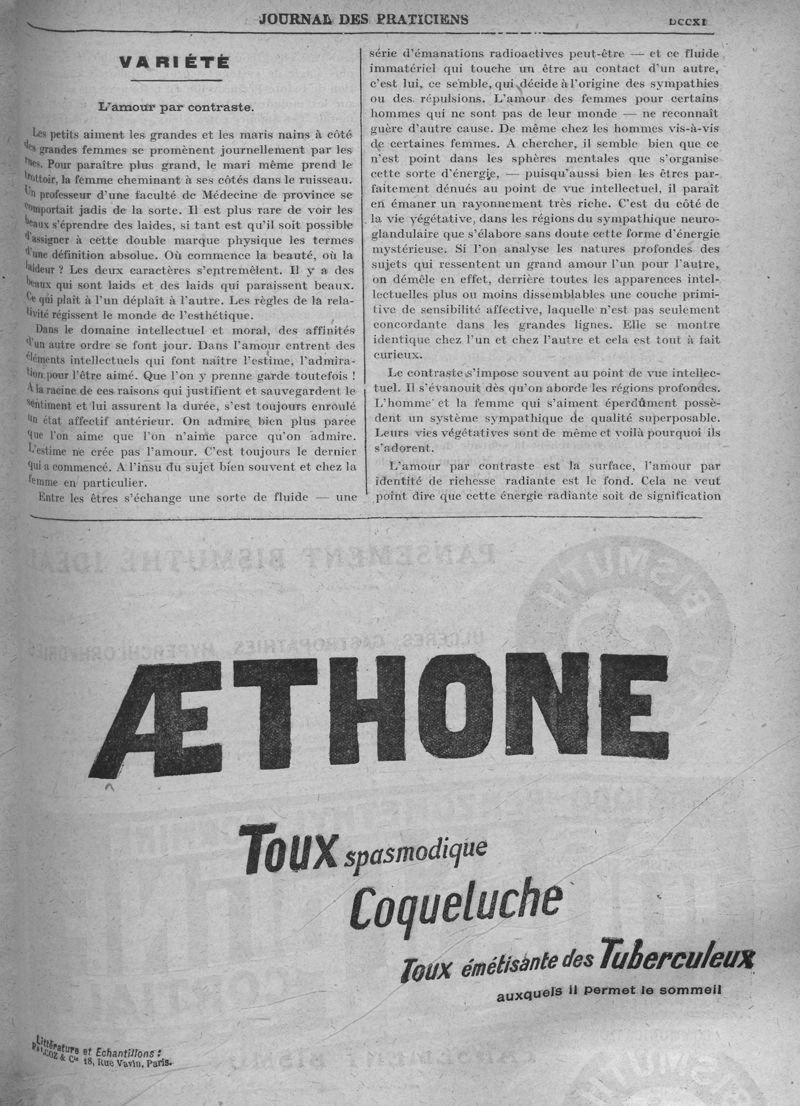 JOURNAL DES PRATICIENS
DCCXI
VARIÉTÉ
L'amour par contraste.
Les petits aiment les grandes et les maris nains à côté
des grandes femmes se promènent journellement par les
rues. Pour paraître plus grand, le mari même prend le
trottoir, la femme cheminant à ses côtés dans le ruisseau.
Un professeur d'une faculté de Médecine de province se
comportait jadis de la sorte. Il est plus rare de voir les
beaux s'éprendre des laides, si tant est qu'il soit possible
d'assigner à cette double marque physique les termes
d'une définition absolue. Où commence la beauté, où la
laideur ? Les deux caractères s'entremêlent. Il y a des
beaux qui sont laids et des laids qui paraissent beaux.
Ce qui plaît à l'un déplaît à l'autre. Les règles de la rela-
tivité régissent le monde de l'esthétique.
Dans le domaine intellectuel et moral, des affinités
d'un autre ordre se font jour. Dans l'amour entrent des
éléments intellectuels qui font naître l'estime, l'admira-
tion pour l'être aimé. Que l'on y prenne garde toutefois !
A la racine de ces raisons qui justifient et sauvegardent le
sentiment et lui assurent la durée, s'est toujours enroulé
un état affectif antérieur. On admire bien plus parce
que l'on aime que l'on n'aime parce qu'on admire.
L'estime ne crée pas l'amour. C'est toujours le dernier
qui a commencé. A l'insu du sujet bien souvent et chez la
femme en particulier.
Entre les êtres s'échange une sorte de fluide — une
série d'émanations radioactives peut-être — et ce fluide
immatériel qui touche un être au contact d'un autre,
c'est lui, ce semble, qui décide à l'origine des sympathies
ou des répulsions. L'amour des femmes pour certains
hommes qui ne sont pas de leur monde — ne reconnaît
guère d'autre cause. De même chez les hommes vis-à-vis
de certaines femmes. A chercher, il semble bien que ce
n'est point dans les sphères mentales que s'organise
cette sorte d'énergie, — puisqu'aussi bien les êtres par-
faitement dénués au point de vue intellectuel, il paraît
en émaner un rayonnement très riche. C'est du côté de
la vie végétative, dans les régions du sympathique neuro-
glandulaire que s'élabore sans doute cette forme d'énergie
mystérieuse. Si l'on analyse les natures profondes des
sujets qui ressentent un grand amour l'un pour l'autre,
on démêle en effet, derrière toutes les apparences intel-
lectuelles plus ou moins dissemblables une couche primi-
tive de sensibilité affective, laquelle n'est pas seulement
concordante dans les grandes lignes. Elle se montre
identique chez l'un et chez l'autre et cela est tout à fait
curieux.
Le contraste s'impose souvent au point de vue intellec-
tuel. Il s'évanouit dès qu'on aborde les régions profondes.
L'homme et la femme qui s'aiment éperdûment possè-
dent un système sympathique de qualité superposable.
Leurs vies végétatives sont de même et voilà pourquoi ils
s'adorent.
L'amour par contraste est la surface, l'amour par
identité de richesse radiante est le fond. Cela ne veut
point dire que cette énergie radiante soit de signification
ÆTHONE
Toux spasmodique
Coqueluche
Toux émétisante des Tuberculeux
auxquels il permet le sommeil
Littérature et Echantillons :
& Cie 18, Rue Vavin, Paris.